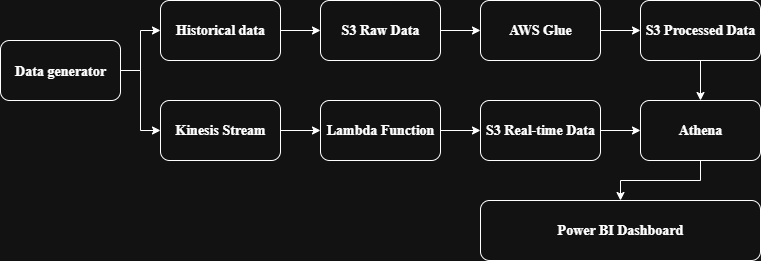 Data generator
Historical data
S3 Raw Data
AWS Glue
S3 Processed Data
Kinesis Stream
Lambda Function
S3 Real-time Data
Athena
Power BI Dashboard